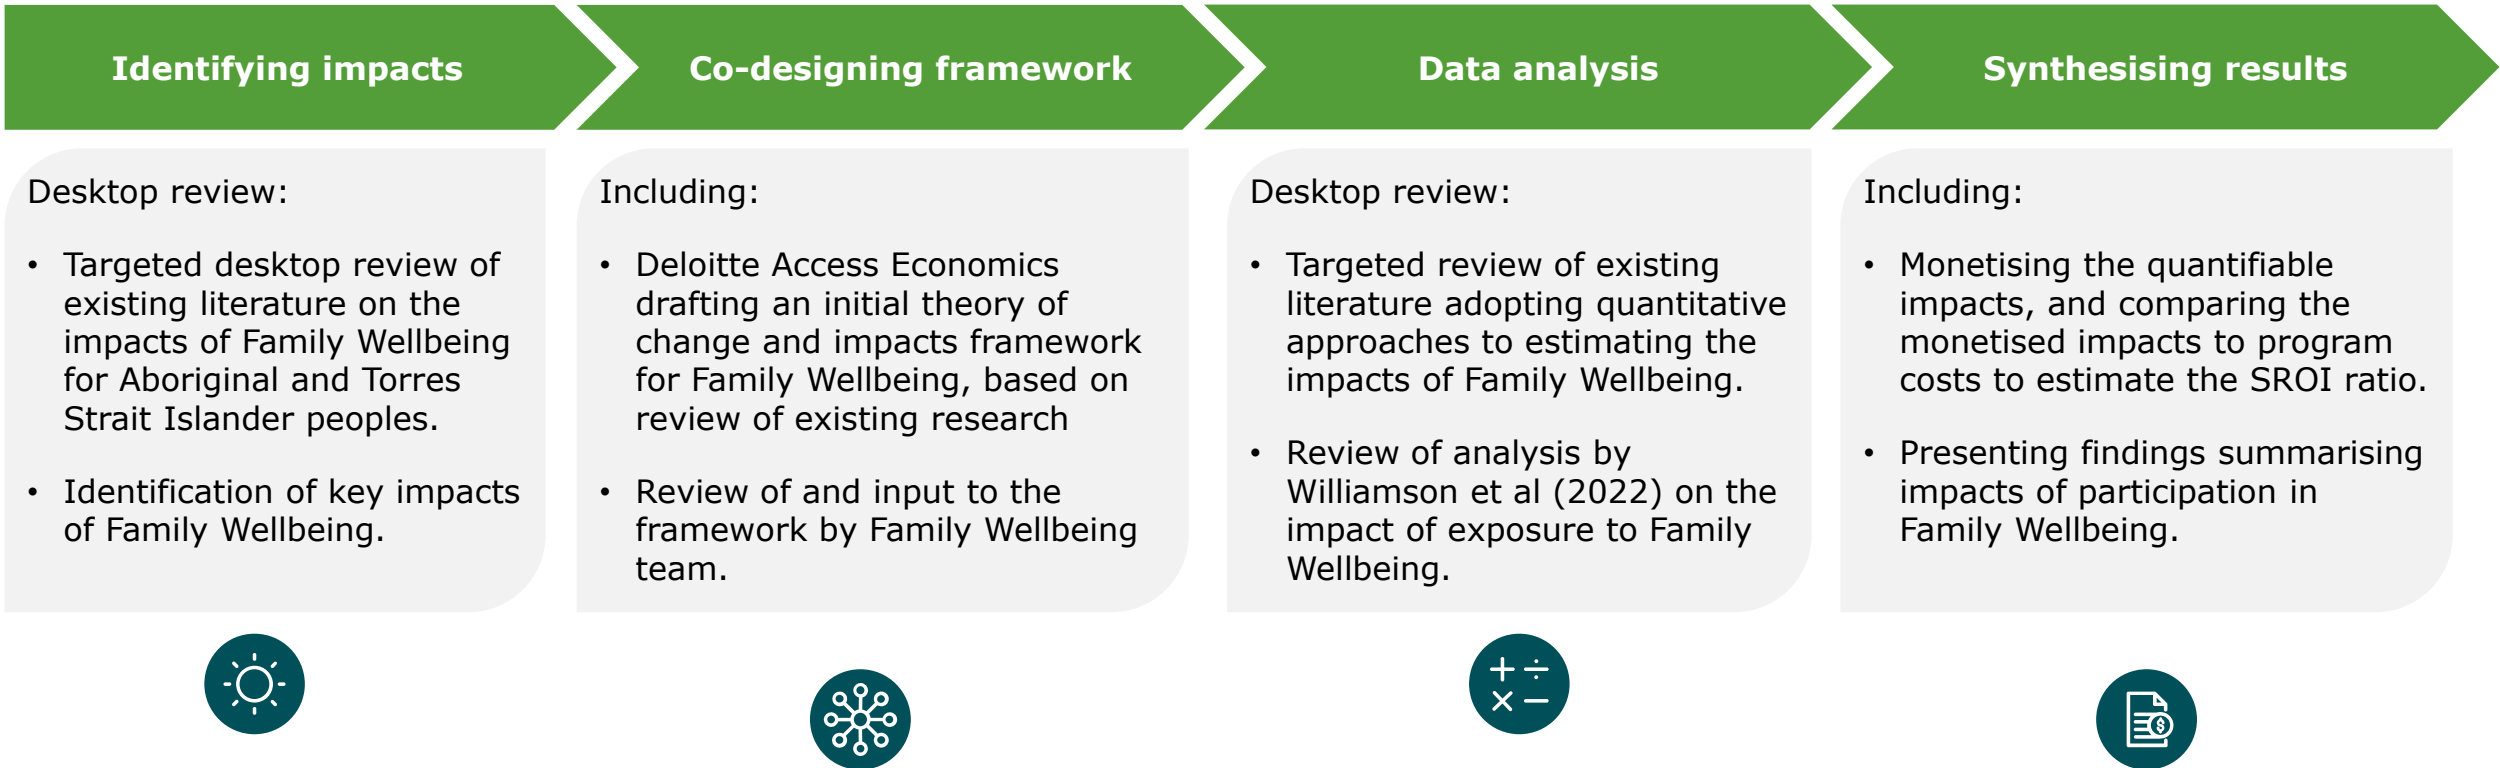 Identifying impacts
Co-designing framework
Data analysis
Synthesising results
Desktop review:
• Targeted desktop review of
existing literature on the
impacts of Family Wellbeing
for Aboriginal and Torres
Strait Islander peoples.
• Identification of key impacts
of Family Wellbeing.
Including:
• Deloitte Access Economics
drafting an initial theory of
change and impacts framework
for Family Wellbeing, based on
review of existing research
• Review of and input to the
framework by Family Wellbeing
team.
Desktop review:
• Targeted review of existing
literature adopting quantitative
approaches to estimating the
impacts of Family Wellbeing.
• Review of analysis by
Williamson et al (2022) on the
impact of exposure to Family
Wellbeing.
Including:
• Monetising the quantifiable
impacts, and comparing the
monetised impacts to program
costs to estimate the SROI ratio.
• Presenting findings summarising
impacts of participation in
Family Wellbeing.